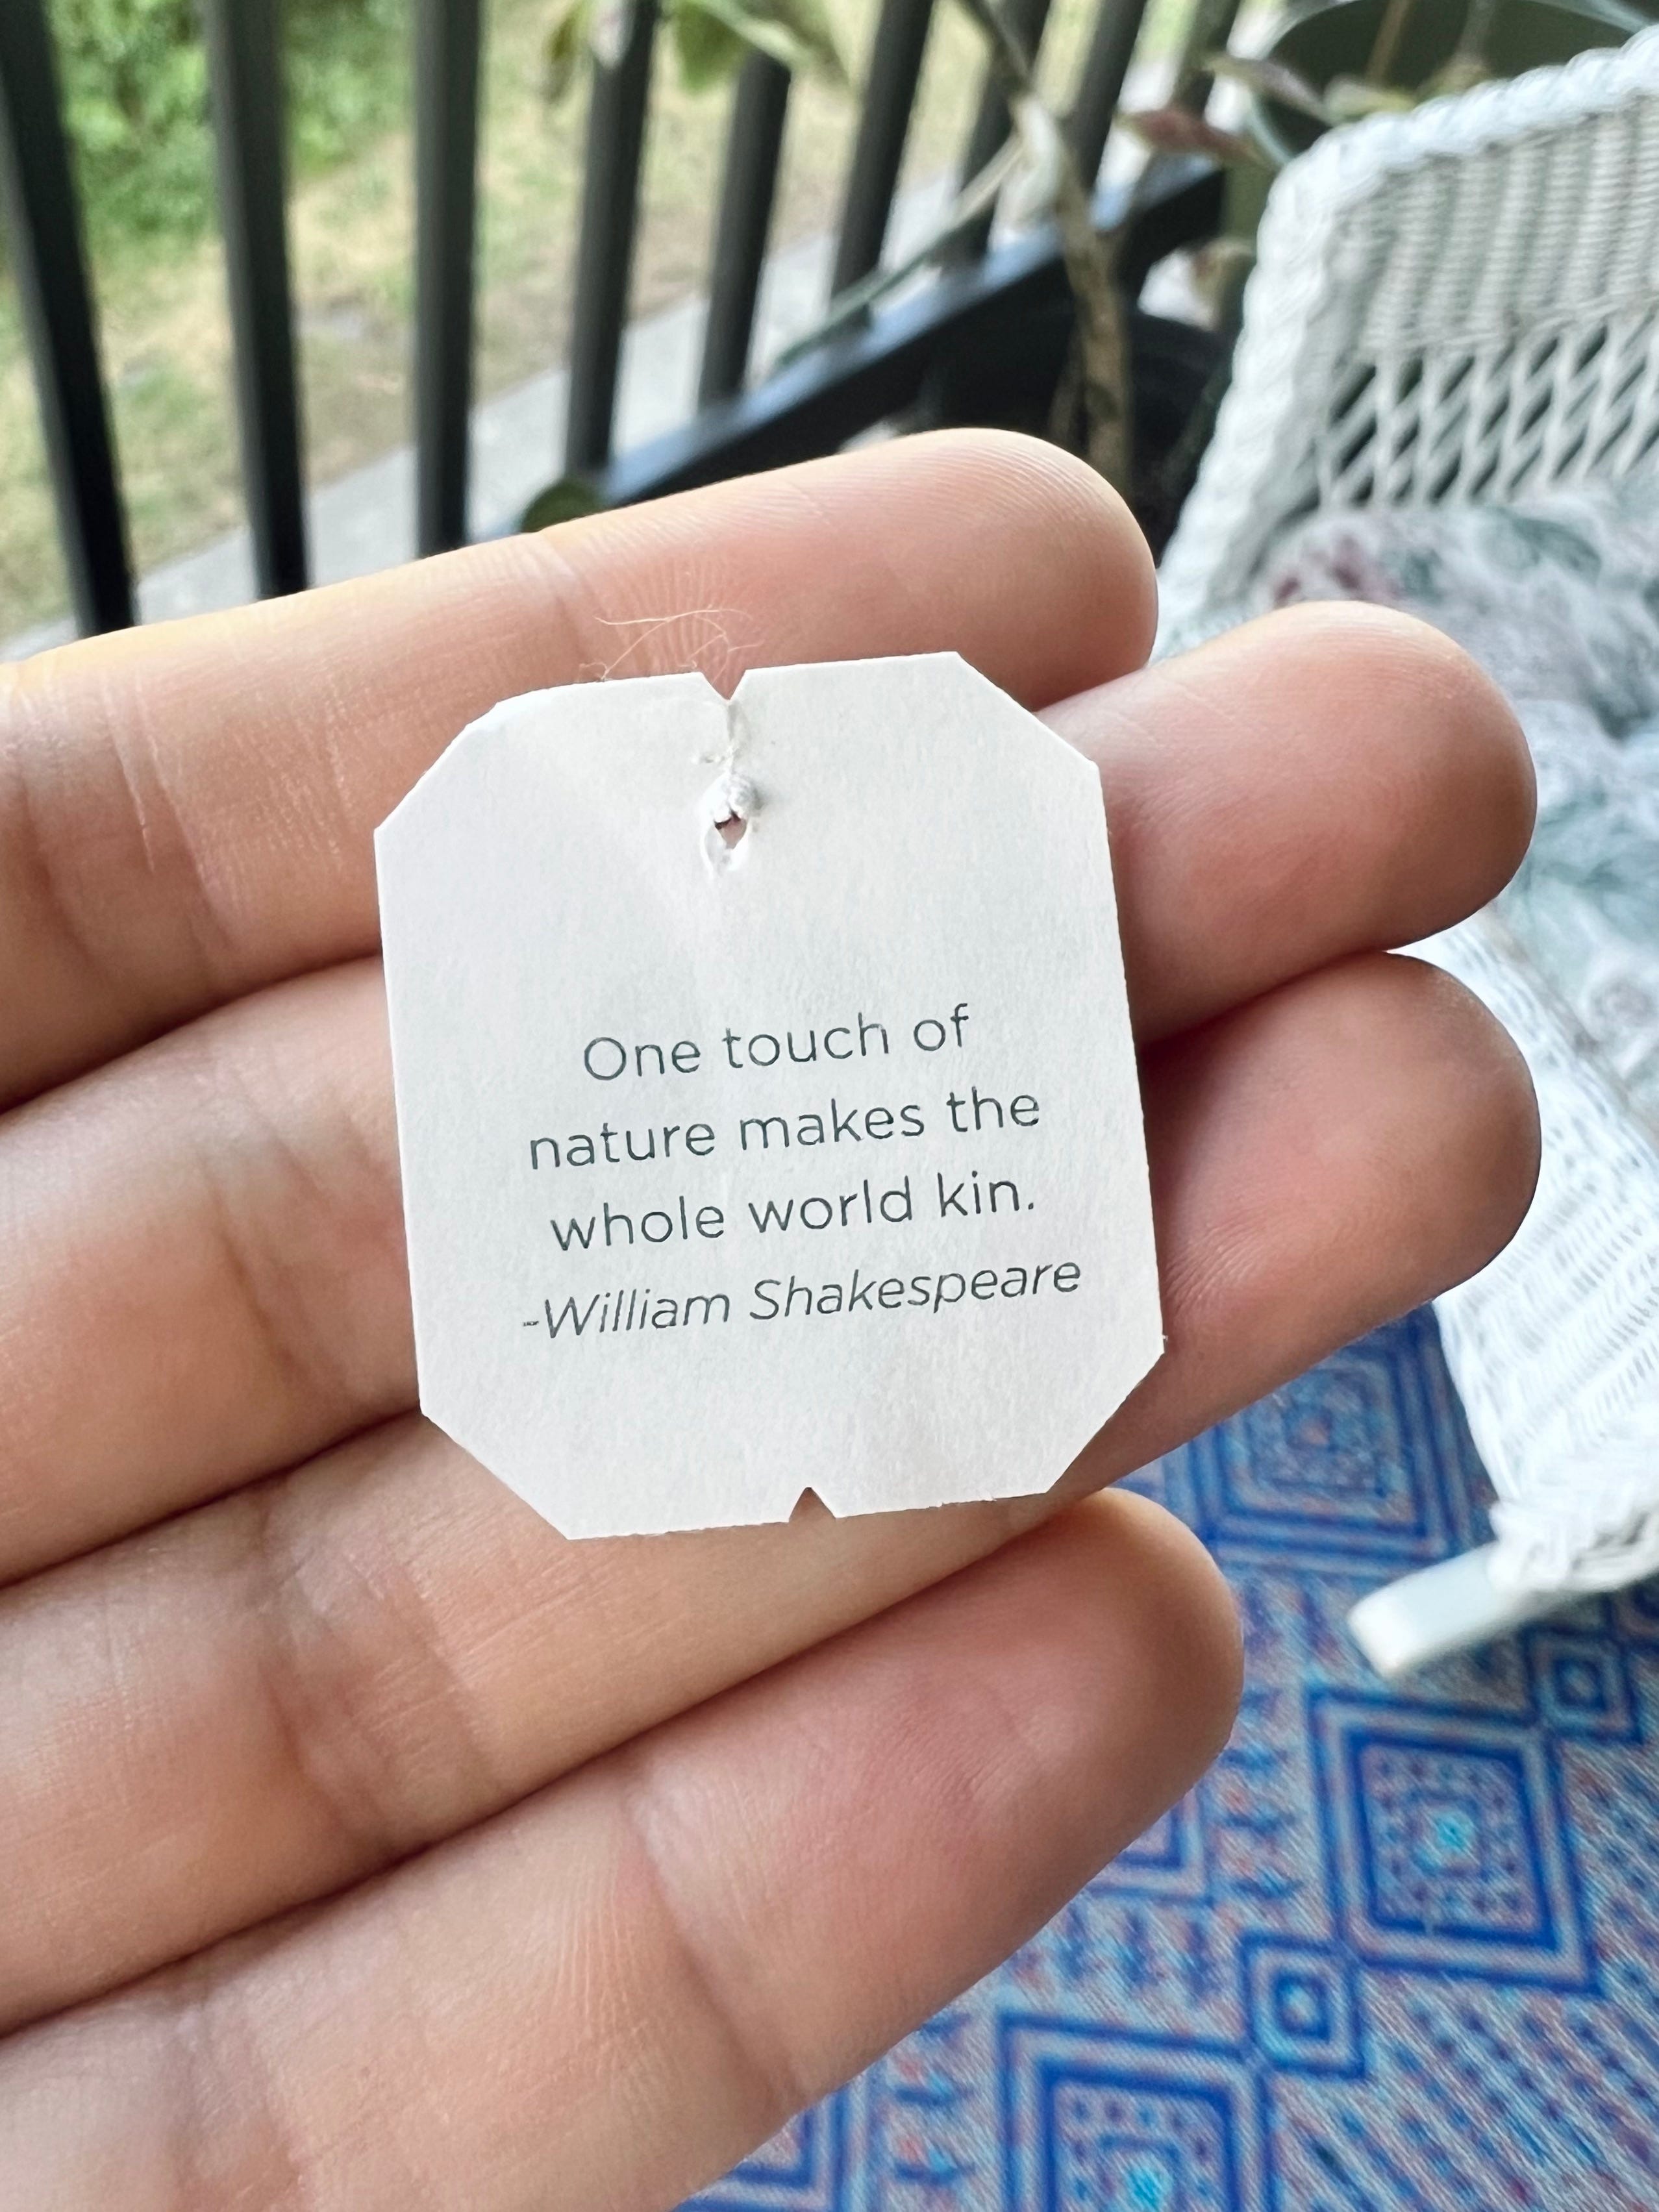 One touch of
nature makes the
whole world kin.
-William Shakespeare